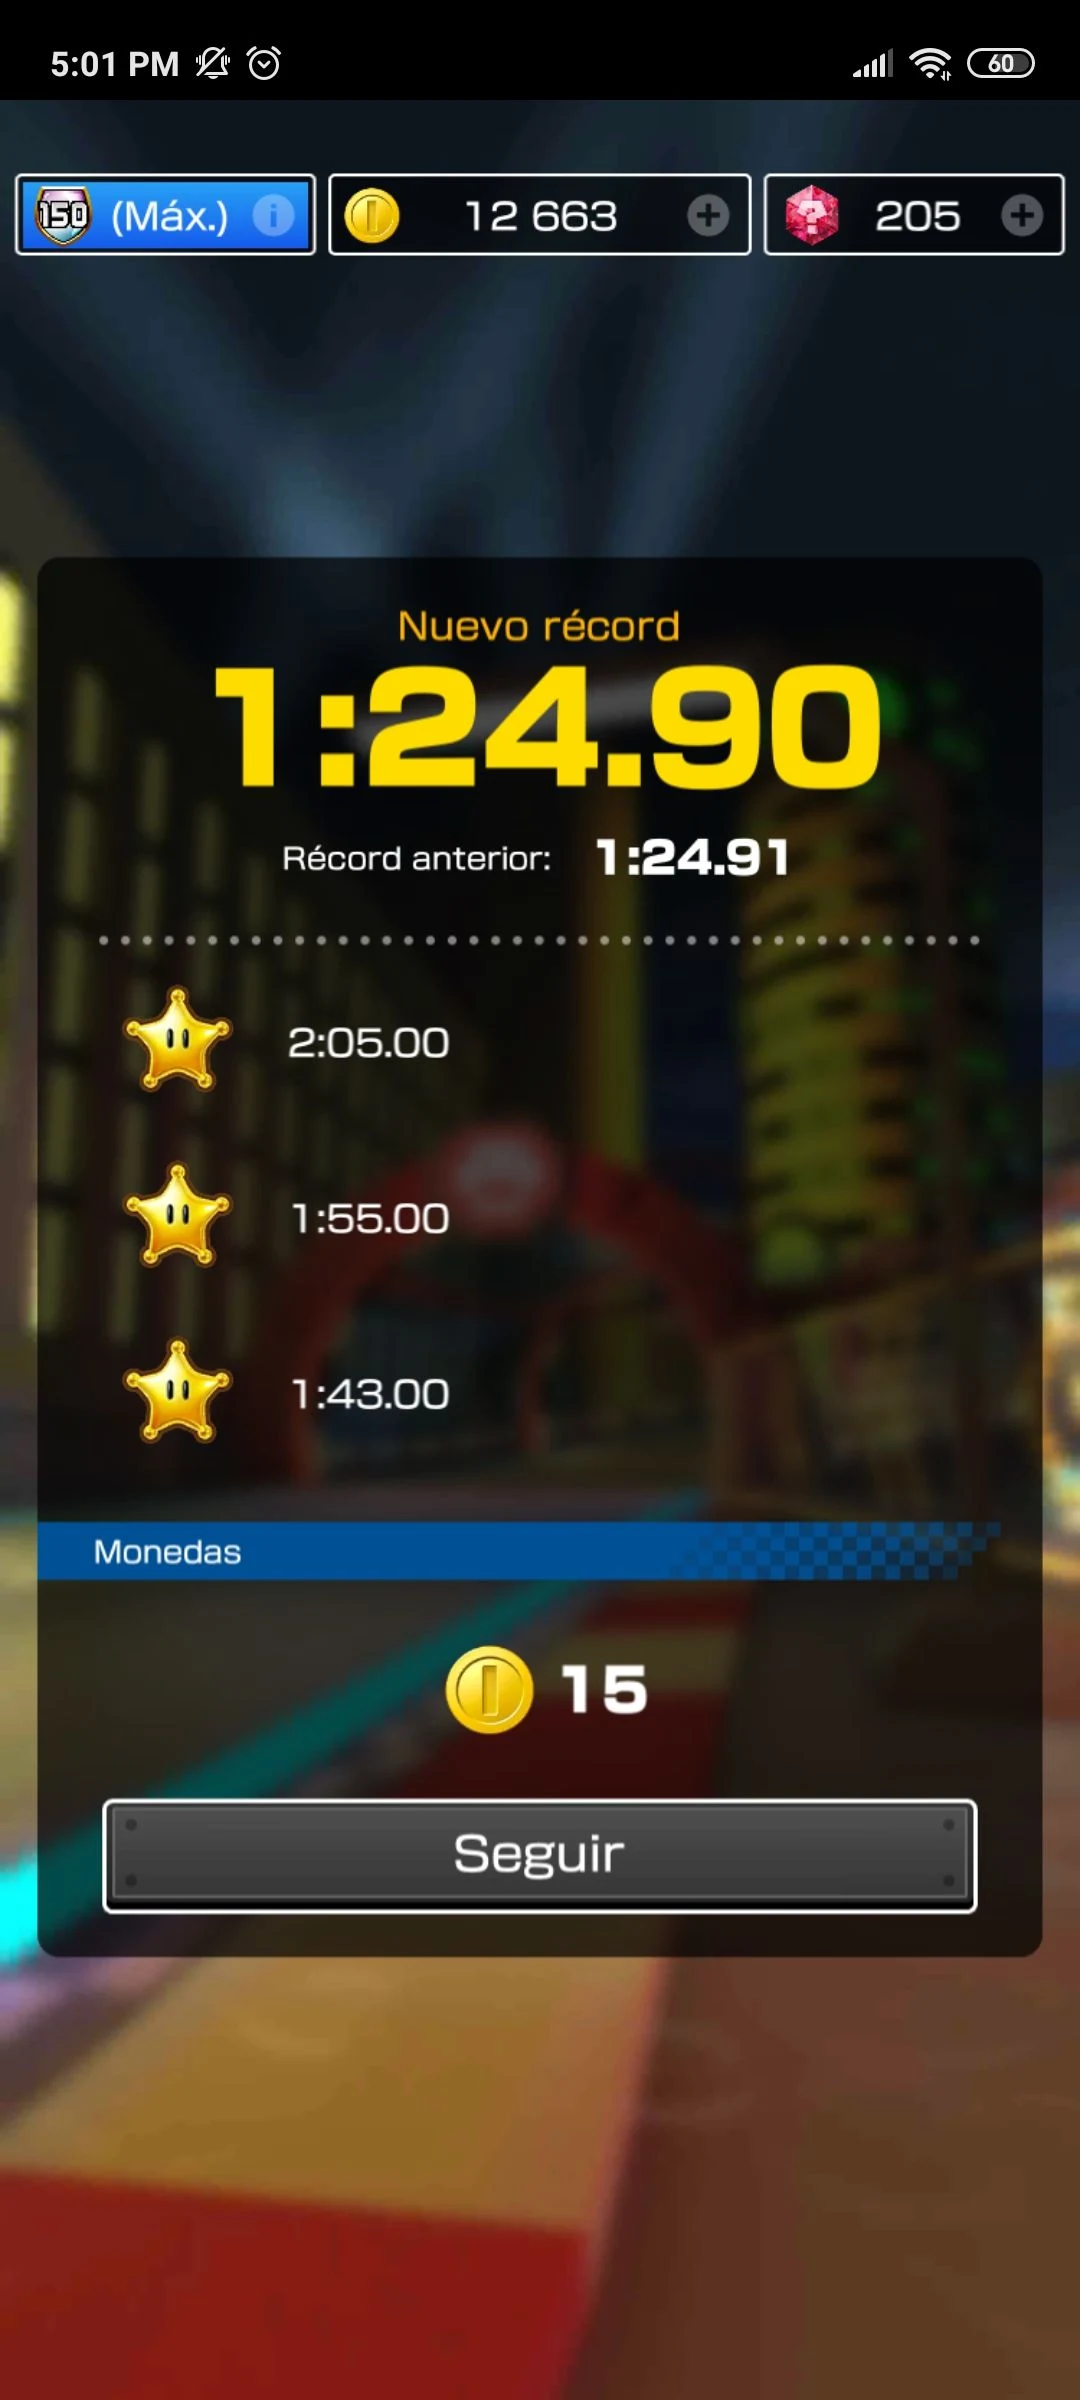 5:01 PM 60
150 (Máx.) 12 663 205
Nuevo récord
1:24.90
Récord anterior: 1:24.91
2:05.00
1:55.00
1:43.00
Monedas
15
Seguir